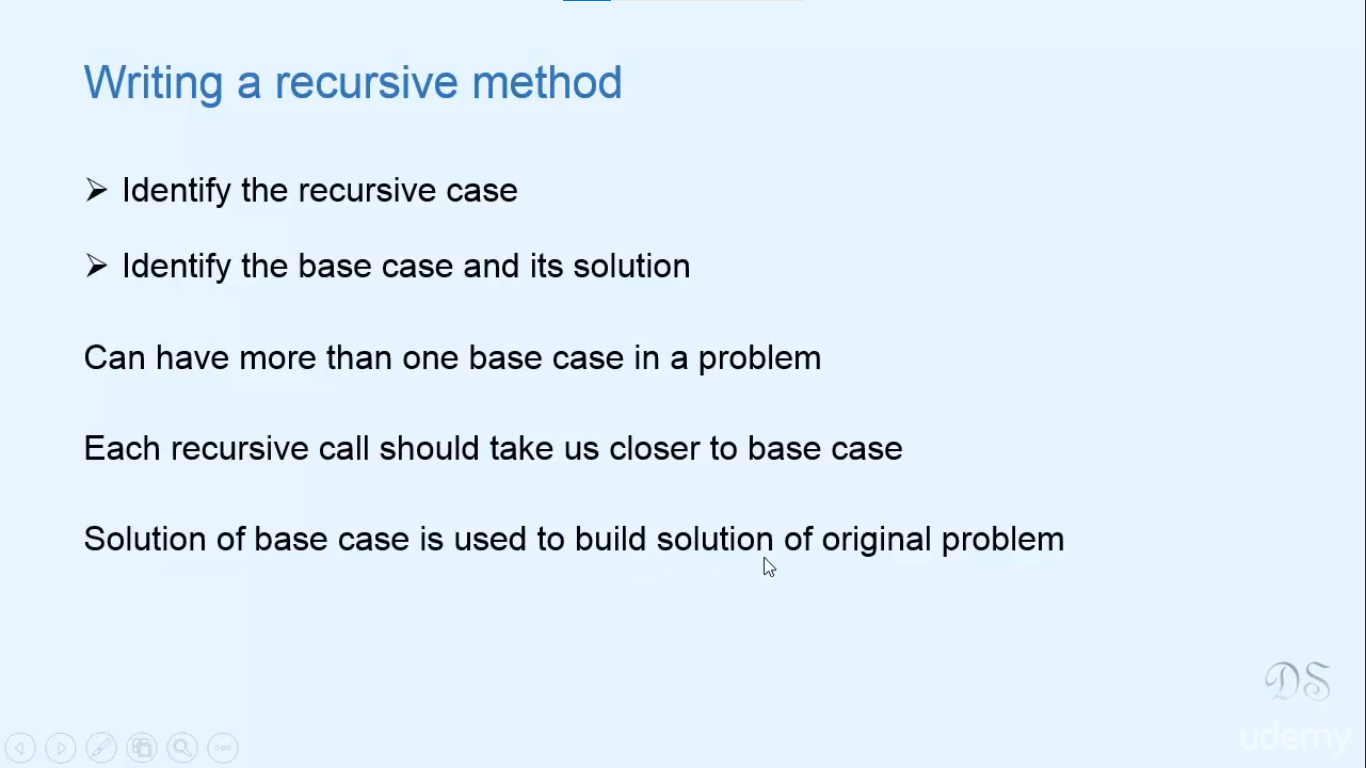 Writing a recursive method
Identify the recursive case
Identify the base case and its solution
Can have more than one base case in a problem
Each recursive call should take us closer to base case
Solution of base case is used to build solution of original problem
DS
udemy